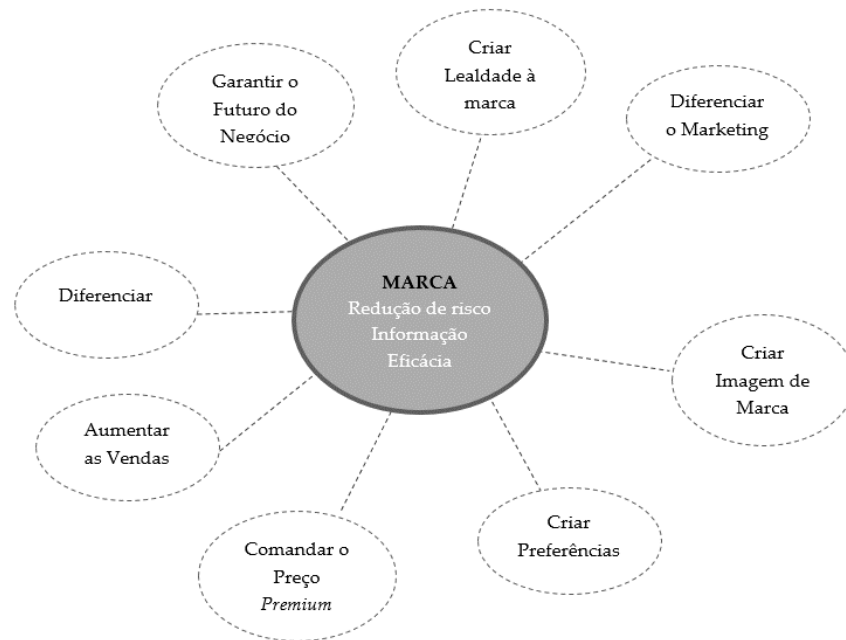 Criar
Lealdade à
marca
Garantir o
Futuro do
Negócio
Diferenciar
o Marketing
MARCA
Redução de risco
Informação
Eficácia
Diferenciar
Criar
Imagem de
Marca
Aumentar
as Vendas
Criar
Preferências
Comandar o
Preço
Premium